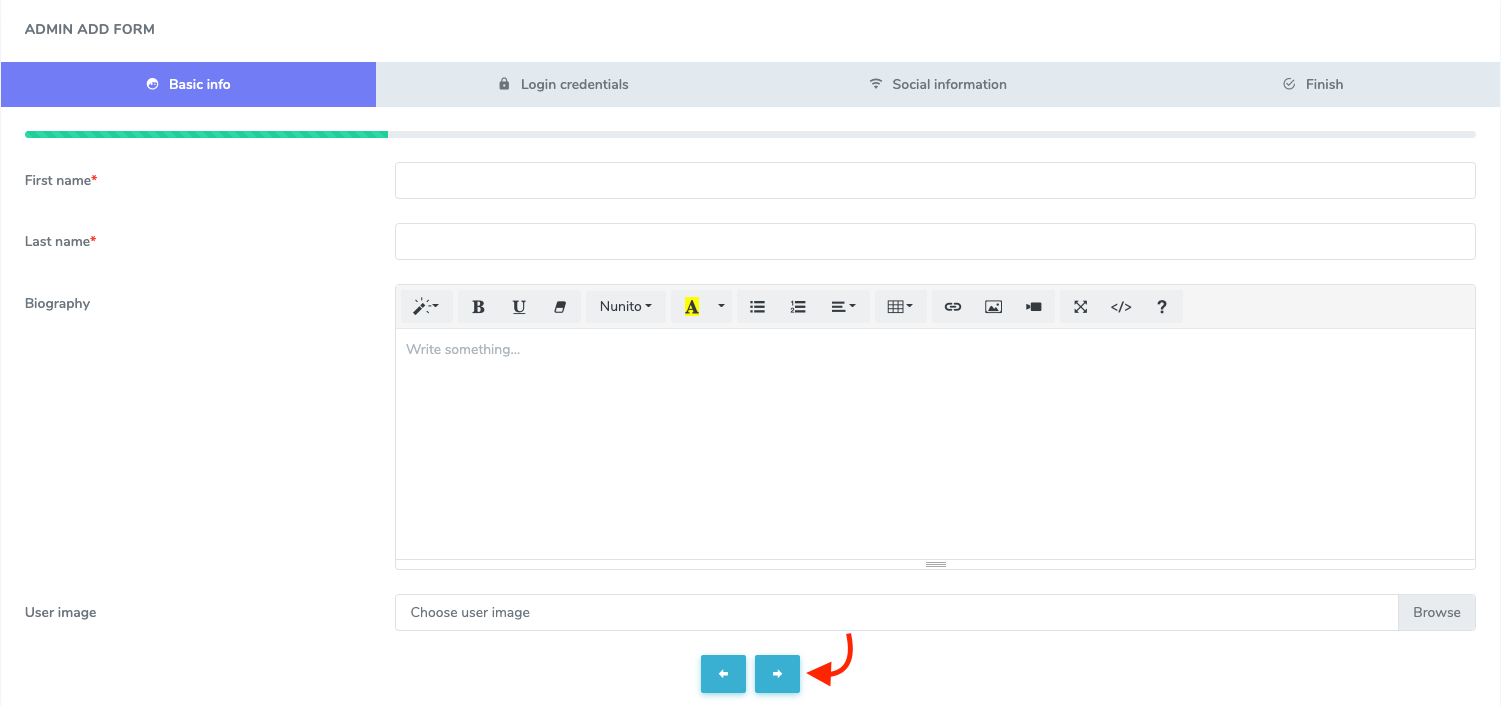 ADMIN ADD FORM
Basic info Login credentials Social information Finish
First name*
Last name*
Biography
B U Nunito A </> ?
Write something...
User image Choose user image Browse